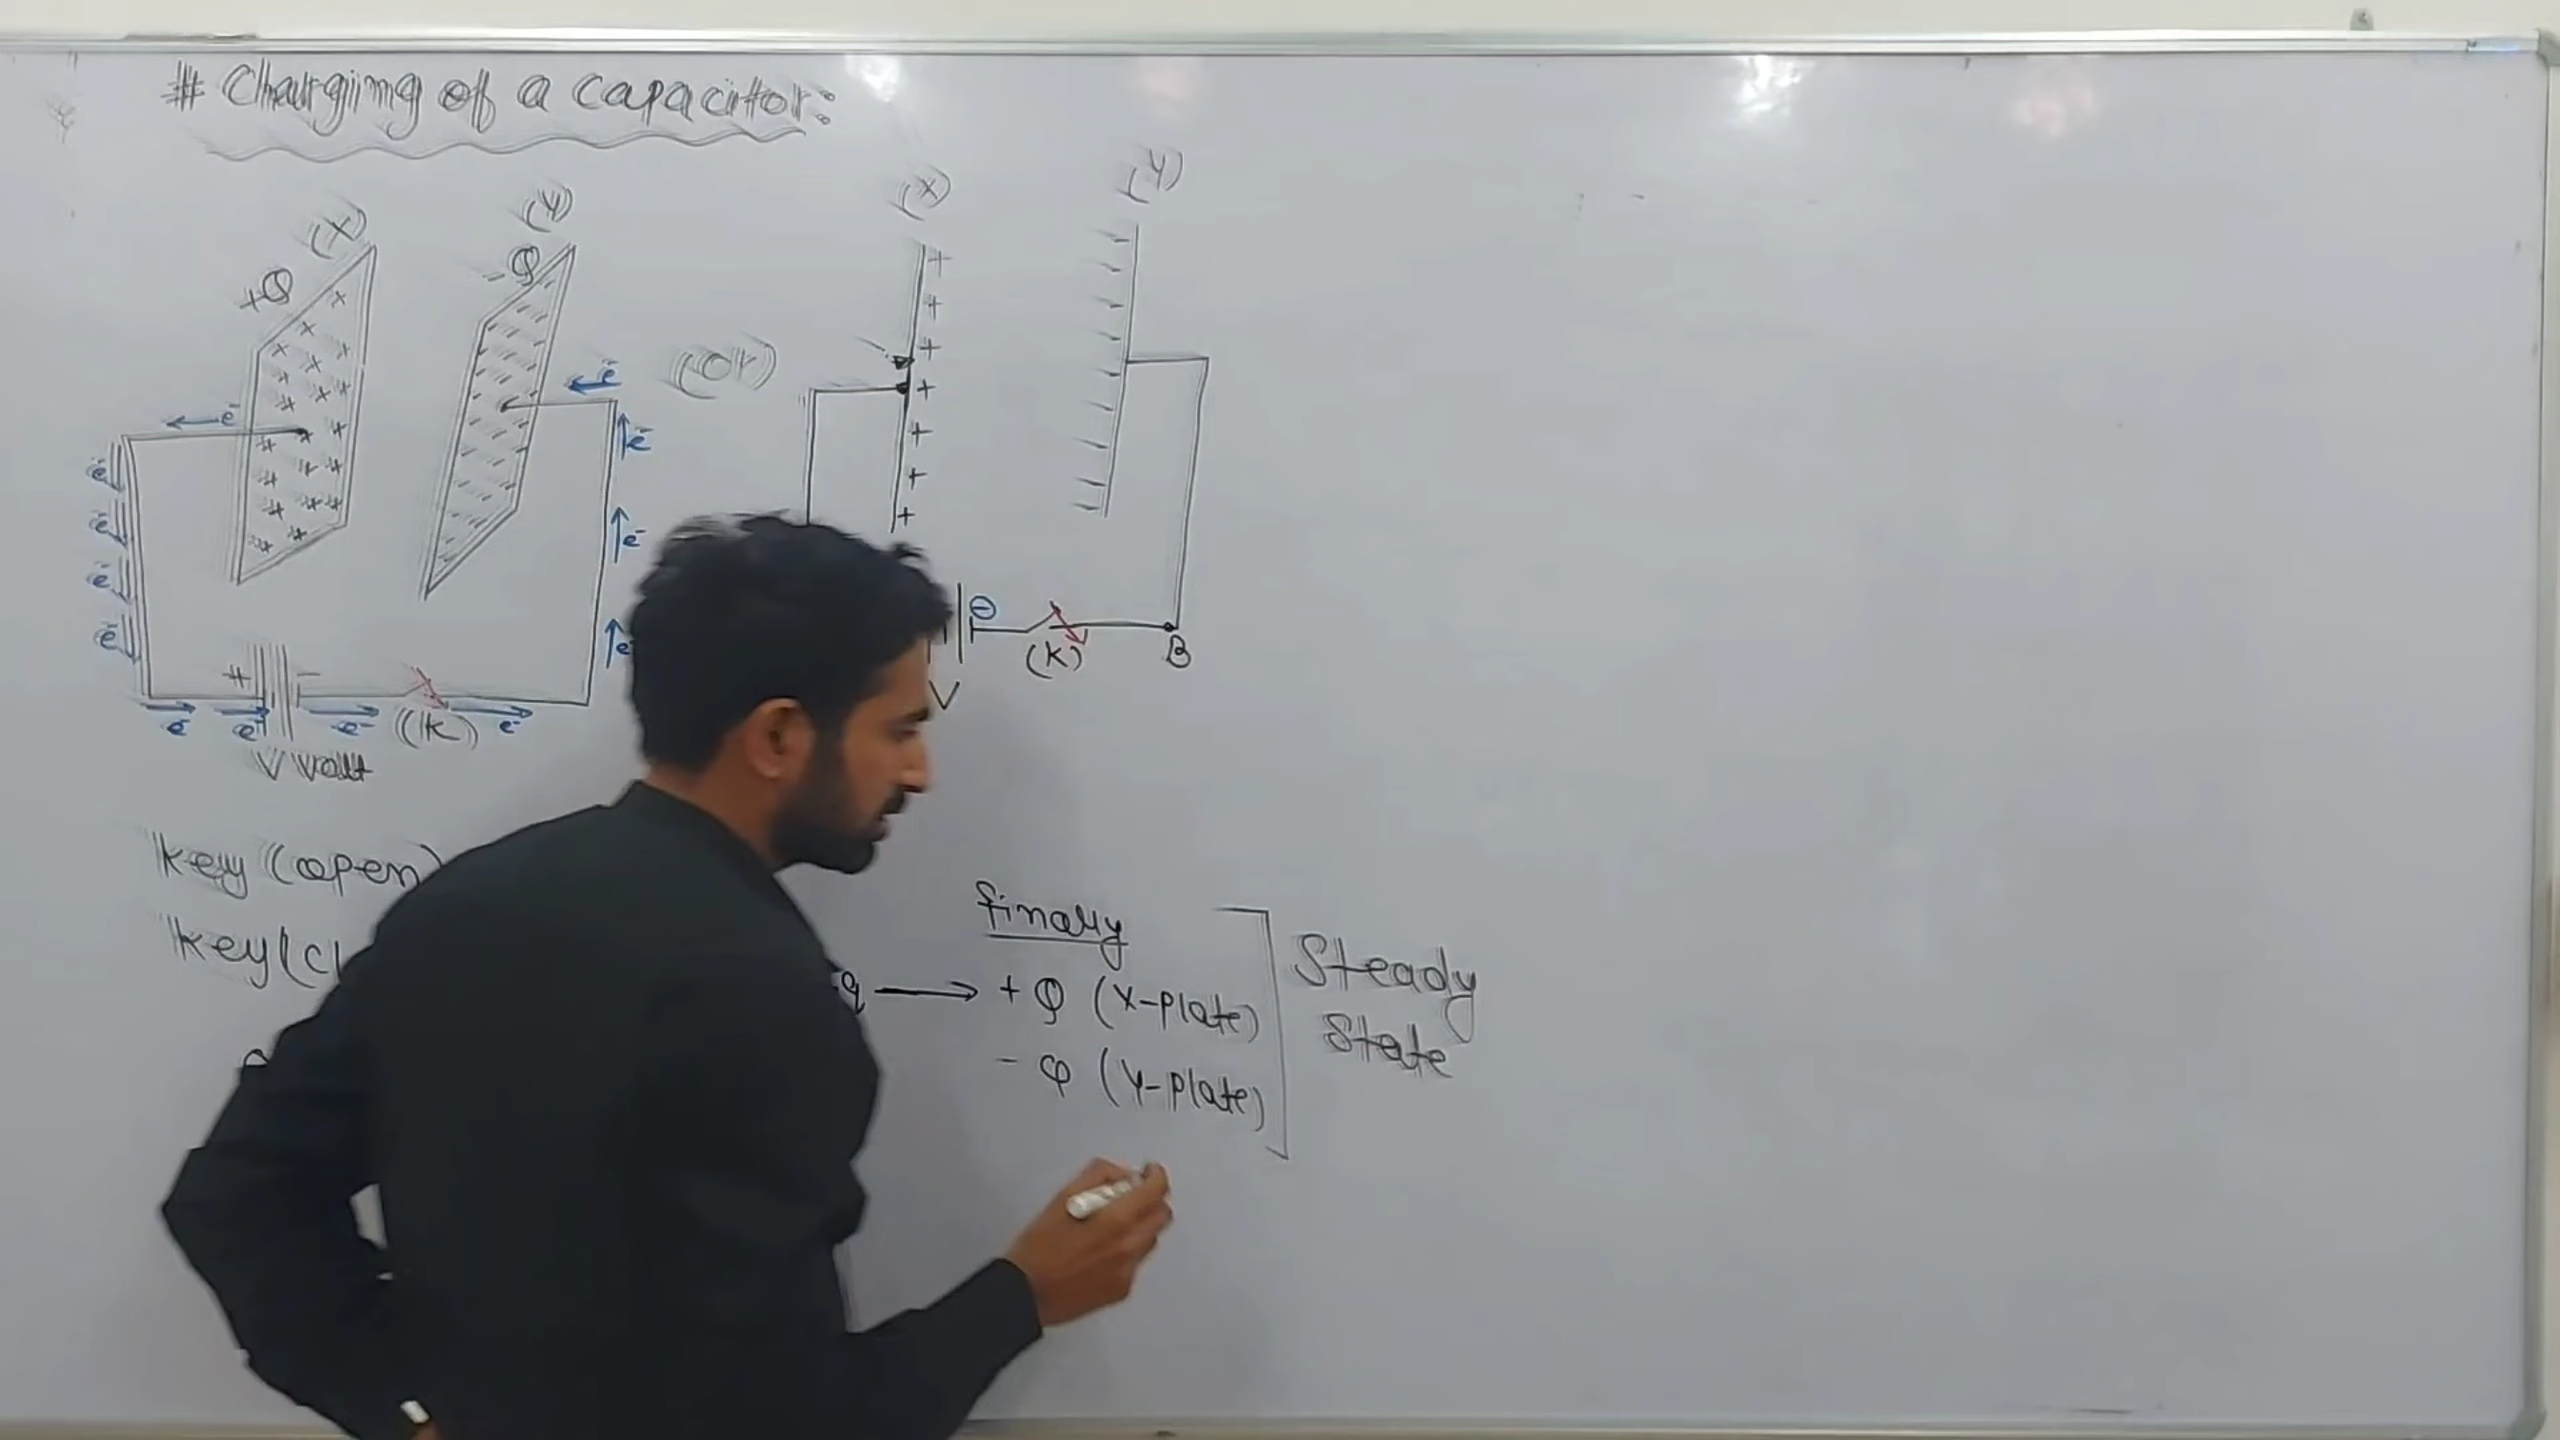 # Charging of a capacitor:
(X) (Y)
+Q -Q
e⁻ e⁻
e⁻ e⁻
e⁻ e⁻
e⁻ e⁻
e⁻
+ -
e⁻ e⁻ e⁻ (K) e⁻
V volt
(or)
(X) (Y)
⊖
(K) B
V
Key (open)
Key (cl
finally
q → + Q (X-plate)
- Q (Y-plate)
Steady
State